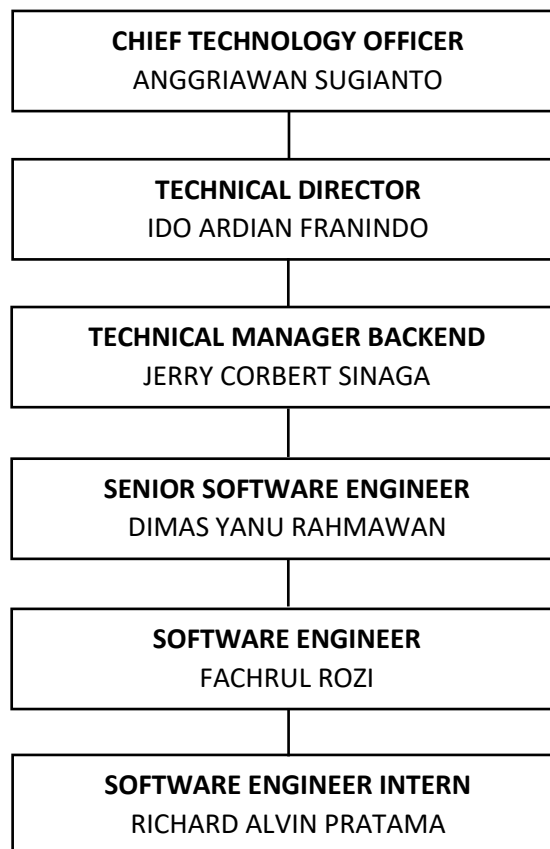 CHIEF TECHNOLOGY OFFICER
ANGGRIAWAN SUGIANTO
TECHNICAL DIRECTOR
IDO ARDIAN FRANINDO
TECHNICAL MANAGER BACKEND
JERRY CORBERT SINAGA
SENIOR SOFTWARE ENGINEER
DIMAS YANU RAHMAWAN
SOFTWARE ENGINEER
FACHRUL ROZI
SOFTWARE ENGINEER INTERN
RICHARD ALVIN PRATAMA